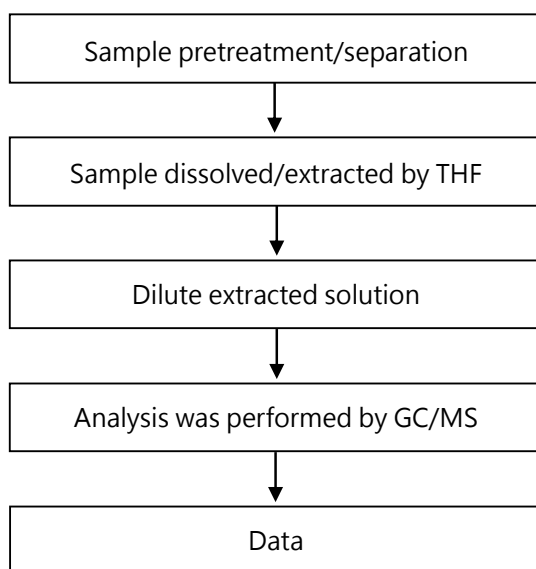 Sample pretreatment/separation
Sample dissolved/extracted by THF
Dilute extracted solution
Analysis was performed by GC/MS
Data